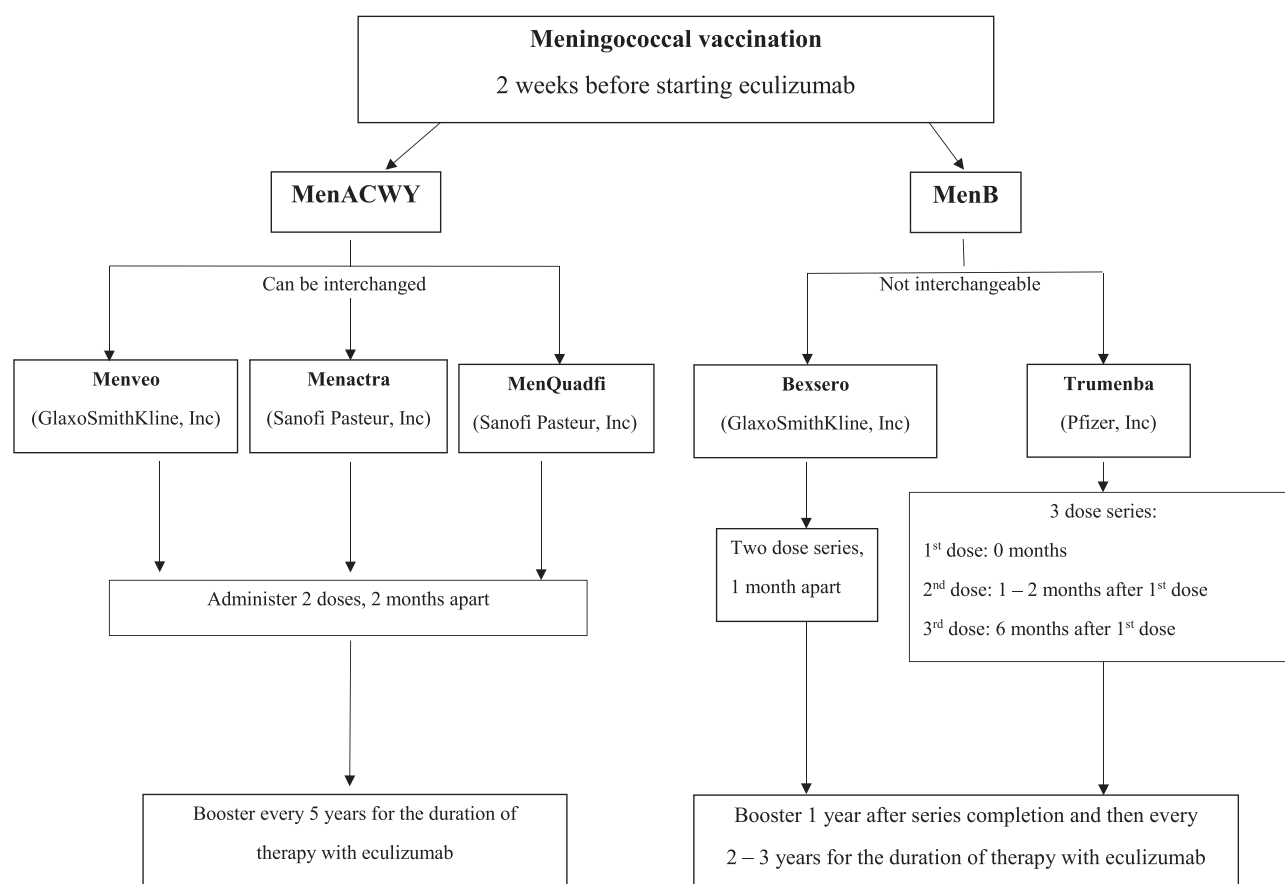 Meningococcal vaccination
2 weeks before starting eculizumab
MenACWY
MenB
Can be interchanged
Not interchangeable
Menveo
(GlaxoSmithKline, Inc)
Menactra
(Sanofi Pasteur, Inc)
MenQuadfi
(Sanofi Pasteur, Inc)
Bexsero
(GlaxoSmithKline, Inc)
Trumenba
(Pfizer, Inc)
Administer 2 doses, 2 months apart
Two dose series,
1 month apart
3 dose series:
1st dose: 0 months
2nd dose: 1 – 2 months after 1st dose
3rd dose: 6 months after 1st dose
Booster every 5 years for the duration of
therapy with eculizumab
Booster 1 year after series completion and then every
2 – 3 years for the duration of therapy with eculizumab